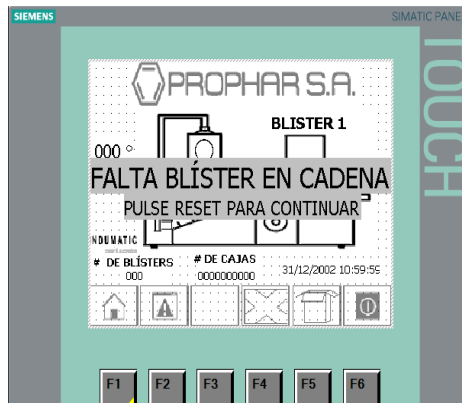 SIEMENS
SIMATIC PANE
TOUCH
PROPHAR S.A.
BLISTER 1
000 °
FALTA BLÍSTER EN CADENA
PULSE RESET PARA CONTINUAR
NDUMATIC
# DE BLÍSTERS
# DE CAJAS
000
0000000000
31/12/2002 10:59:59
F1 F2 F3 F4 F5 F6